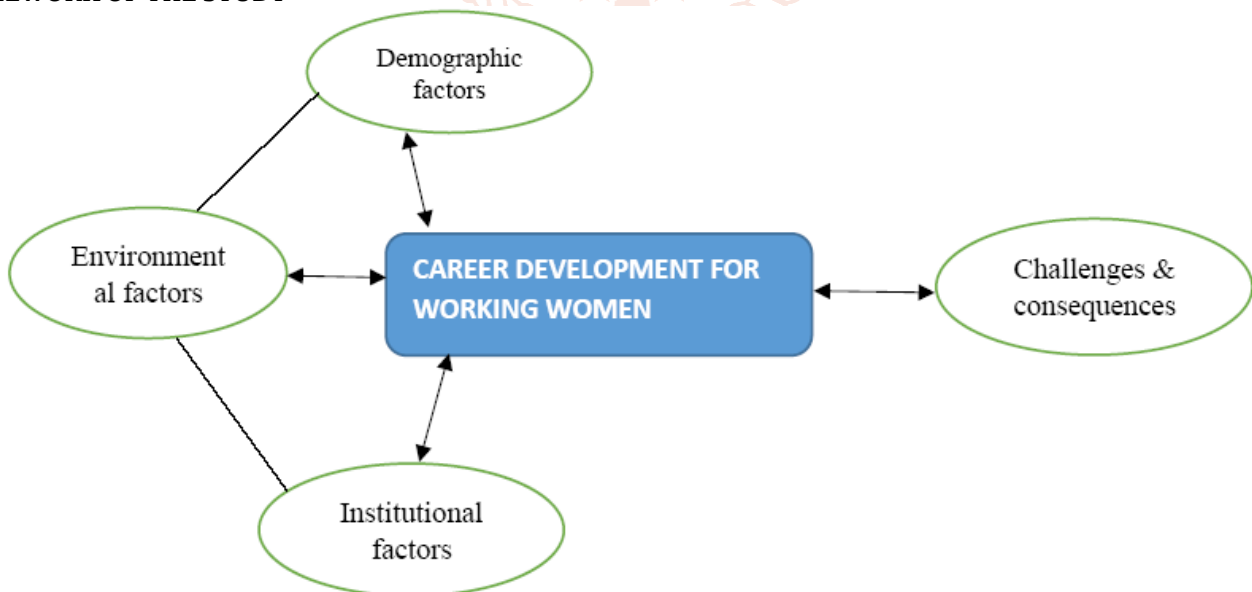 Demographic
factors
Environment
al factors
CAREER DEVELOPMENT FOR
WORKING WOMEN
Challenges &
consequences
Institutional
factors